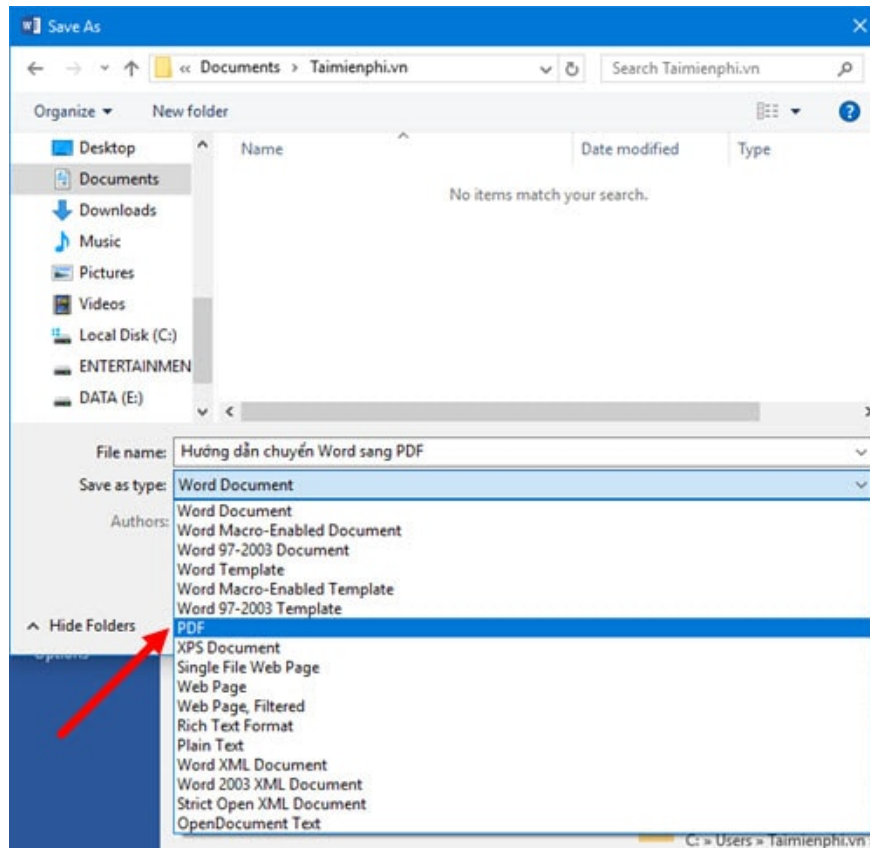 Save As
« Documents > Taimienphi.vn
Search Taimienphi.vn
Organize
New folder
Name
Date modified
Type
Desktop
Documents
Downloads
Music
Pictures
Videos
Local Disk (C:)
ENTERTAINMEN
DATA (E:)
No items match your search.
File name: Hướng dẫn chuyển Word sang PDF
Save as type: Word Document
Authors:
Word Document
Word Macro-Enabled Document
Word 97-2003 Document
Word Template
Word Macro-Enabled Template
Word 97-2003 Template
PDF
XPS Document
Single File Web Page
Web Page
Web Page, Filtered
Rich Text Format
Plain Text
Word XML Document
Word 2003 XML Document
Strict Open XML Document
OpenDocument Text
Hide Folders
Options
C: » Users » Taimienphi.vn